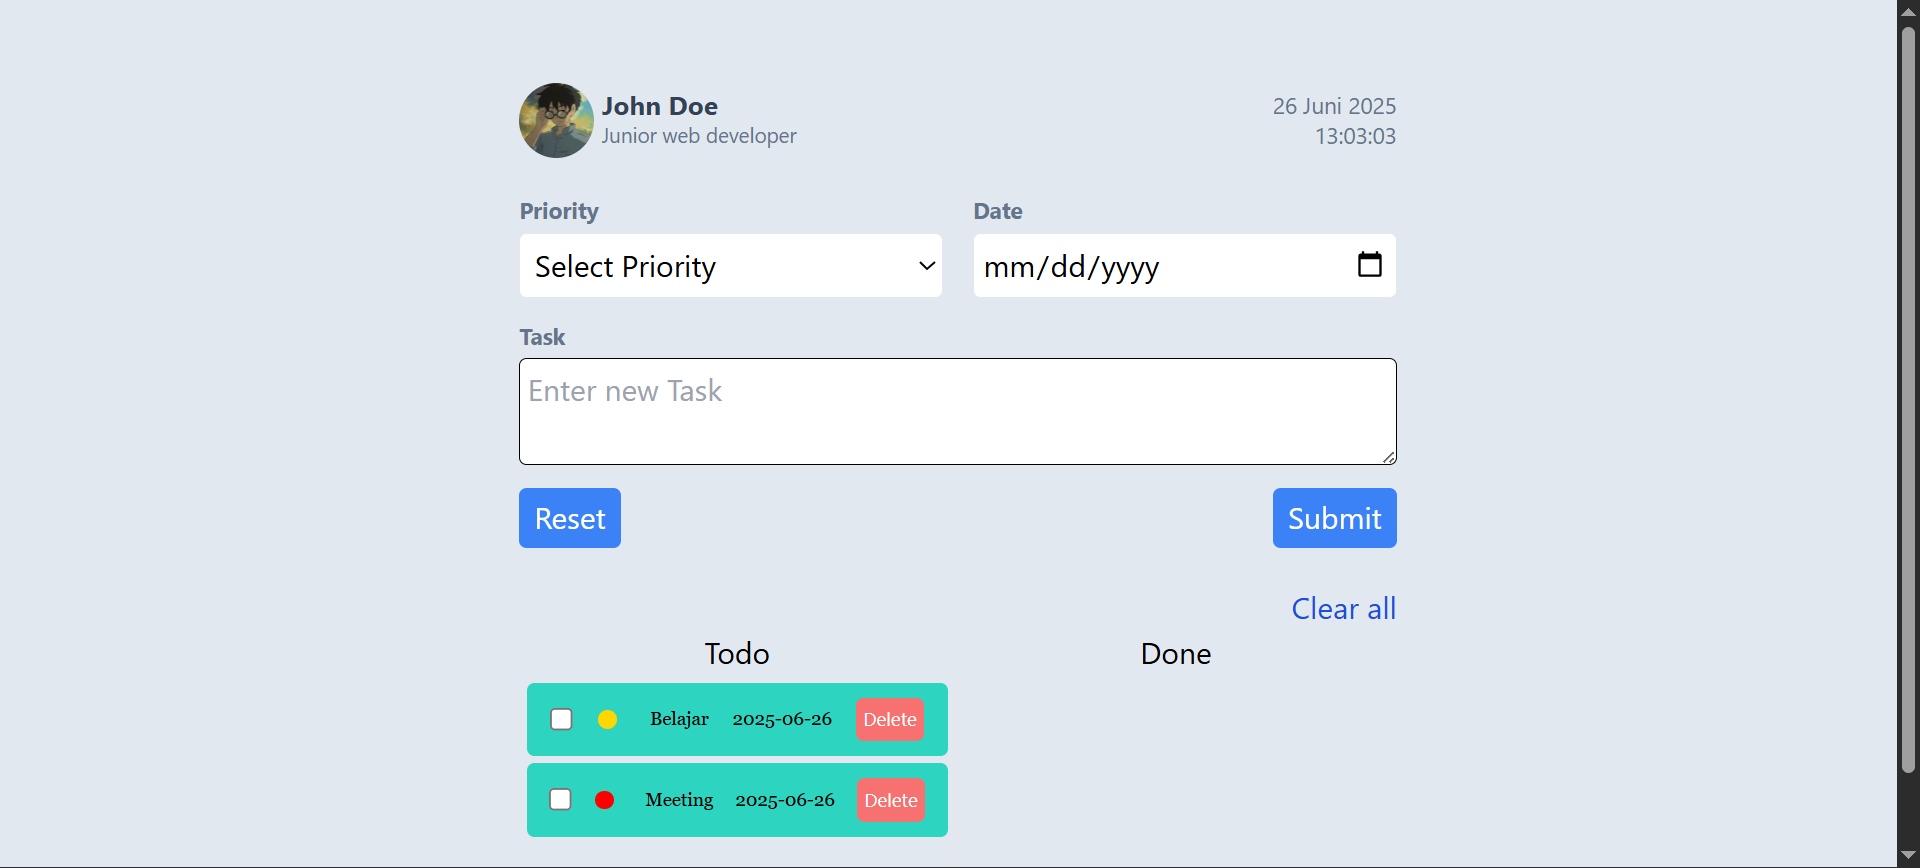 John Doe
Junior web developer
26 Juni 2025
13:03:03
Priority
Date
Select Priority
mm/dd/yyyy
Task
Enter new Task
Reset
Submit
Clear all
Todo
Done
Belajar 2025-06-26 Delete
Meeting 2025-06-26 Delete